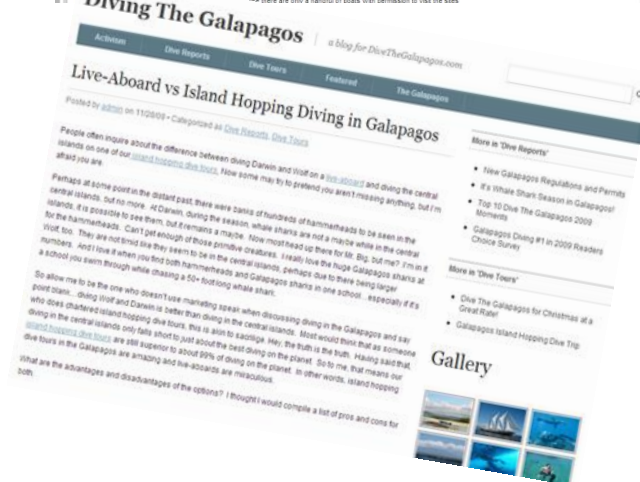 Diving The Galapagos
a blog for DiveTheGalapagos.com
Activism
Dive Reports
Dive Tours
Featured
The Galapagos
Live-Aboard vs Island Hopping Diving in Galapagos
Posted by admin on 11/28/09 • Categorized as Dive Reports, Dive Tours
People often inquire about the difference between diving Darwin and Wolf on a live-aboard and diving the central
islands on one of our island hopping dive tours. Now some may try to pretend you aren't missing anything, but I'm
afraid you are.
Perhaps at some point in the distant past, there were banks of hundreds of hammerheads to be seen in the
central islands, but no more. At Darwin, during the season, whale sharks are not a maybe while in the central
islands, it is possible to see them, but it remains a maybe. Now most head up there for Mr. Big, but me? I'm in it
for the hammerheads. Can't get enough of those primitive creatures. I really love the huge Galapagos sharks at
Wolf, too. They are not timid like they seem to be in the central islands, perhaps due to there being larger
numbers. And I love it when you find both hammerheads and Galapagos sharks in one school... especially if it's
a school you swim through while chasing a 50+ foot long whale shark.
So allow me to be the one who doesn't use marketing speak when discussing diving in the Galapagos and say
point blank... diving Wolf and Darwin is better than diving in the central islands. Most would think that as someone
who does chartered island hopping dive tours, this is akin to sacrilege. Hey, the truth is the truth. Having said that,
diving in the central islands only falls short to just about the best diving on the planet. So to me, that means our
island hopping dive tours are still superior to about 99% of diving on the planet. In other words, island hopping
dive tours in the Galapagos are amazing and live-aboards are miraculous.
What are the advantages and disadvantages of the options? I thought I would compile a list of pros and cons for
both.
More in 'Dive Reports'
New Galapagos Regulations and Permits
It's Whale Shark Season in Galapagos!
Top 10 Dive The Galapagos 2009
Moments
Galapagos Diving #1 in 2009 Readers
Choice Survey
More in 'Dive Tours'
Dive The Galapagos for Christmas at a
Great Rate!
Galapagos Island Hopping Dive Trip
Gallery